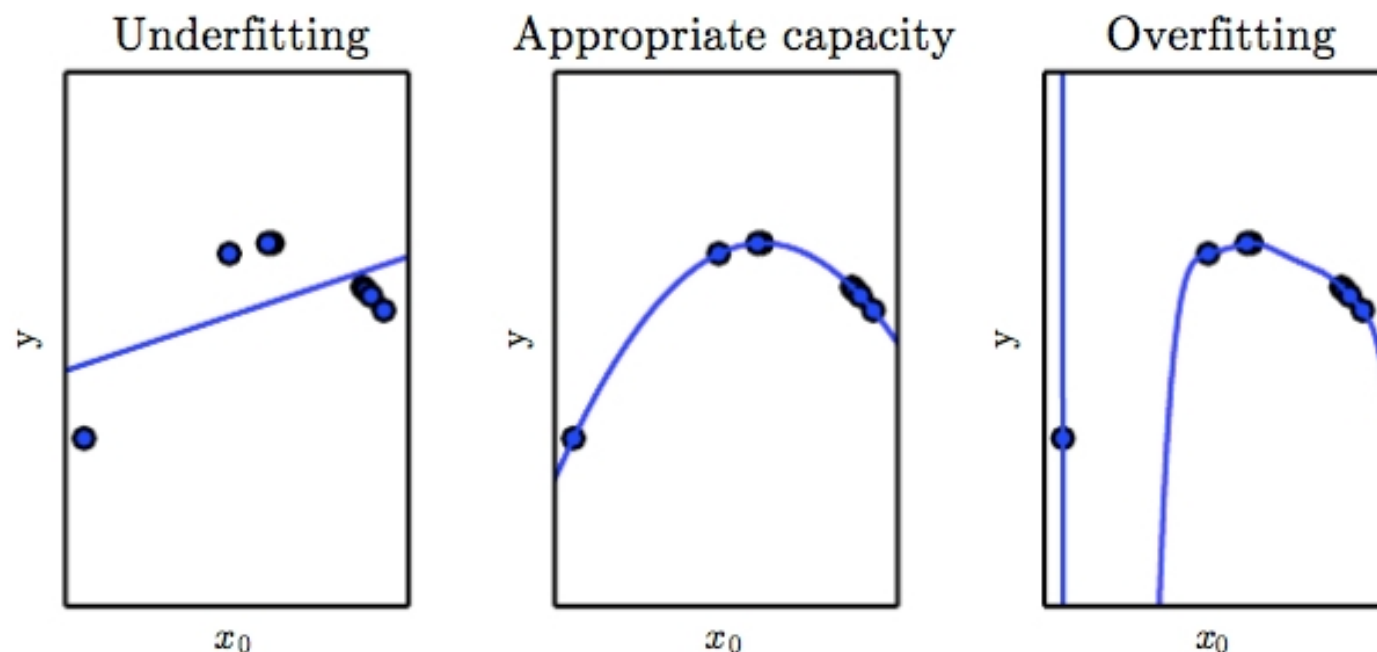 Underfitting
Appropriate capacity
Overfitting
y
y
y
x₀
x₀
x₀